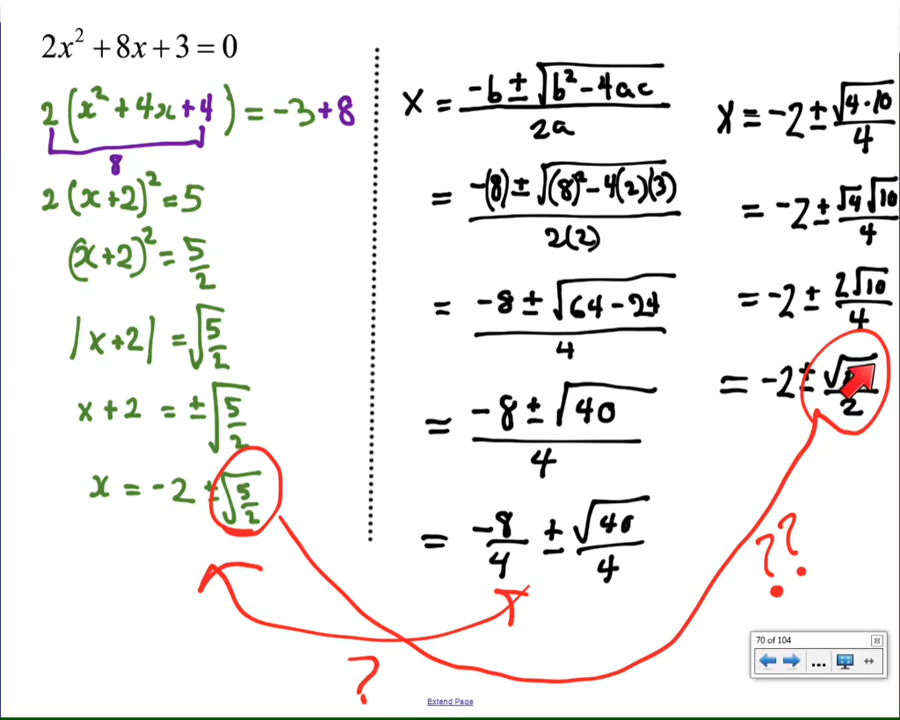 2x² + 8x + 3 = 0
2(x² + 4x + 4) = -3 + 8
8
2(x + 2)² = 5
(x + 2)² = 5/2
|x + 2| = √(5/2)
x + 2 = ± √(5/2)
x = -2 ± √(5/2)
?
x = (-b ± √(b² - 4ac))/2a
= (-(8) ± √((8)² - 4(2)(3)))/2(2)
= (-8 ± √(64 - 24))/4
= (-8 ± √40)/4
= -8/4 ± √40/4
x = -2 ± √(4·10)/4
= -2 ± √4√10/4
= -2 ± 2√10/4
= -2 ± √ /2
??
70 of 104
...
Extend Page